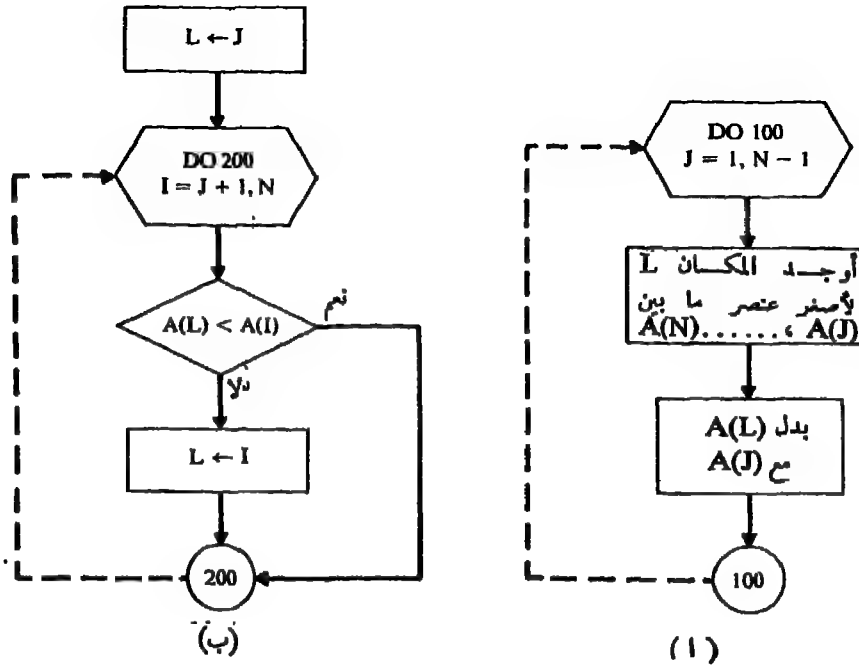 L ← J
DO 200
I = J + 1, N
A(L) < A(I)
نعم
لا
L ← I
200
(ب)
DO 100
J = 1, N − 1
أوجد المكان L
لأصغر عنصر ما بين
A(J) ،......A(N)
بدل A(L)
مع A(J)
100
(ا)